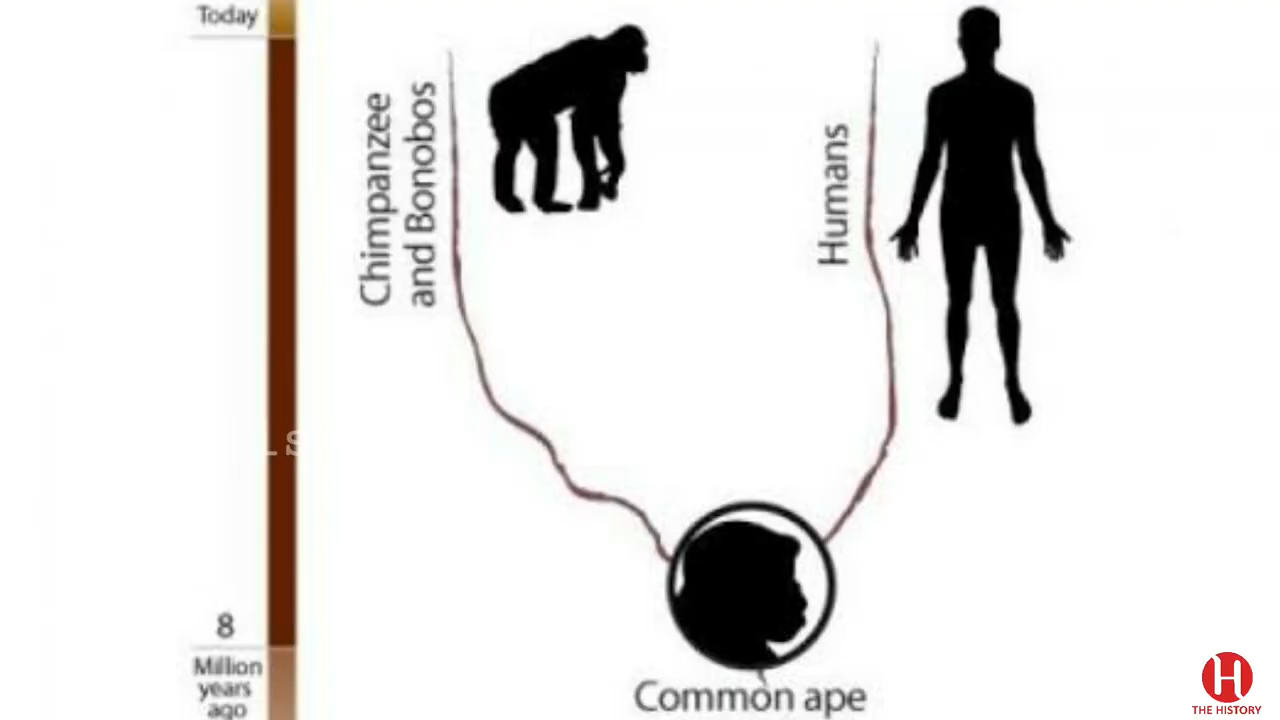 Today
Chimpanzee
and Bonobos
Humans
8
Million
years
ago
Common ape
THE HISTORY